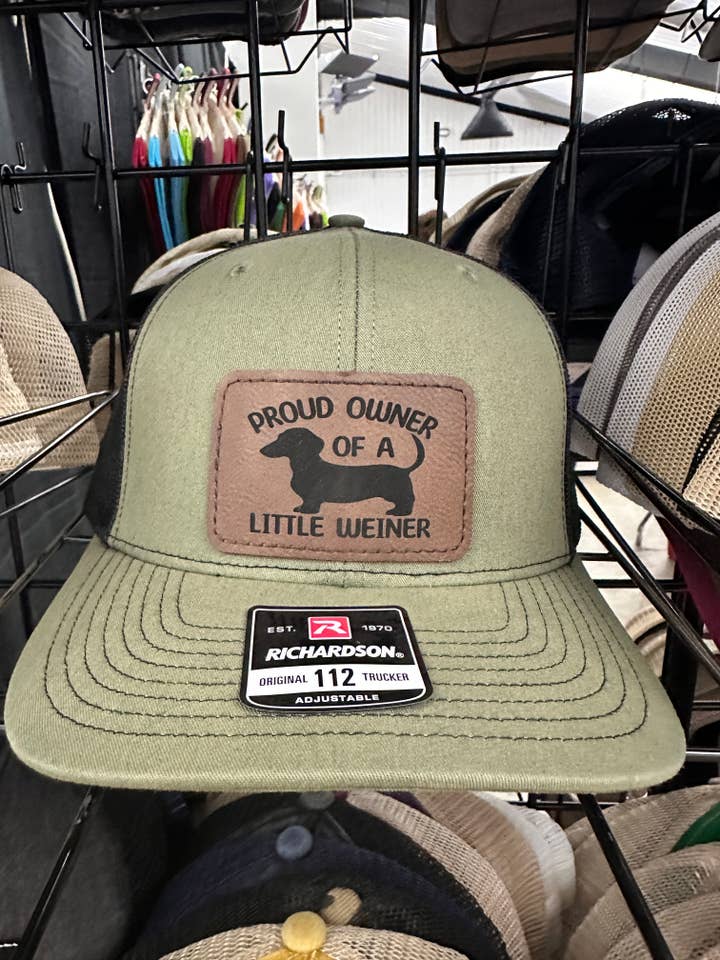 PROUD OWNER
OF A
LITTLE WEINER
EST. R 1970
RICHARDSON®
ORIGINAL 112 TRUCKER
ADJUSTABLE